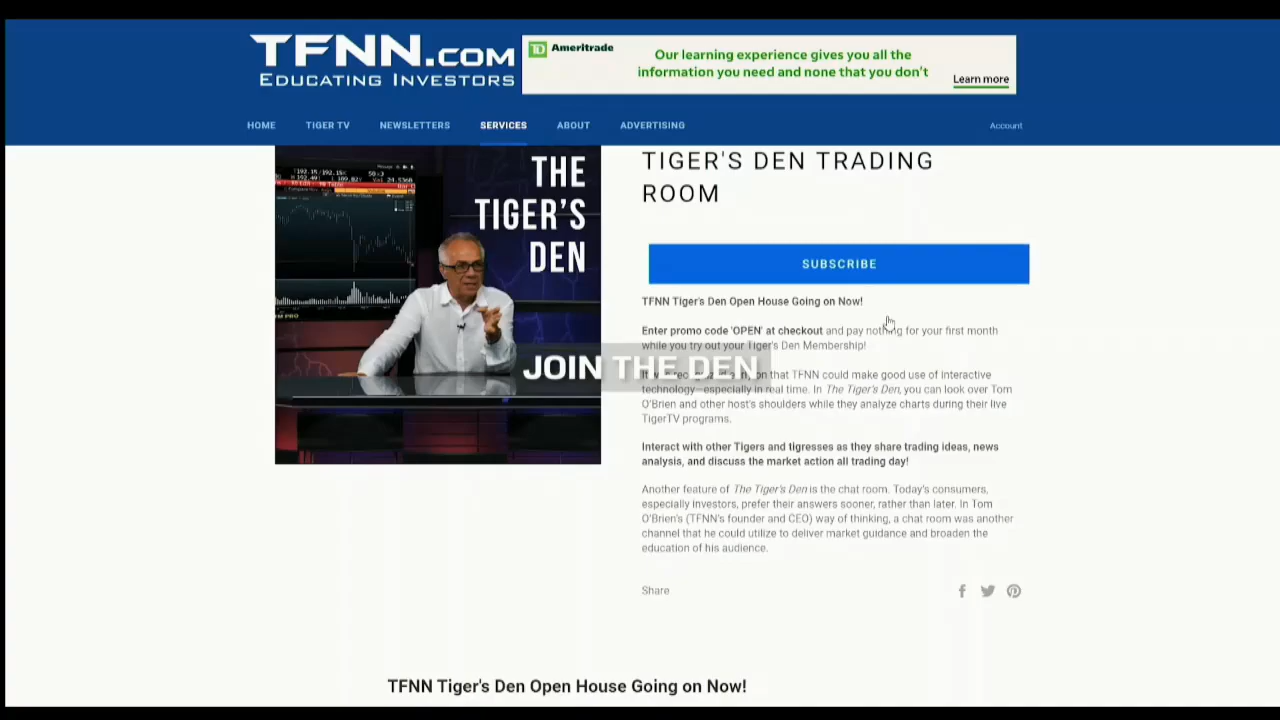 TFNN.COM
EDUCATING INVESTORS
TD Ameritrade
Our learning experience gives you all the
information you need and none that you don't
Learn more
HOME
TIGER TV
NEWSLETTERS
SERVICES
ABOUT
ADVERTISING
Account
THE
TIGER'S
DEN
TIGER'S DEN TRADING
ROOM
SUBSCRIBE
TFNN Tiger's Den Open House Going on Now!
Enter promo code 'OPEN' at checkout and pay nothing for your first month
while you try out your Tiger's Den Membership!
JOIN THE DEN
that TFNN could make good use of interactive
technology—especially in real time. In The Tiger's Den, you can look over Tom
O'Brien and other host's shoulders while they analyze charts during their live
TigerTV programs.
Interact with other Tigers and tigresses as they share trading ideas, news
analysis, and discuss the market action all trading day!
Another feature of The Tiger's Den is the chat room. Today's consumers,
especially investors, prefer their answers sooner, rather than later. In Tom
O'Brien's (TFNN's founder and CEO) way of thinking, a chat room was another
channel that he could utilize to deliver market guidance and broaden the
education of his audience.
Share
TFNN Tiger's Den Open House Going on Now!